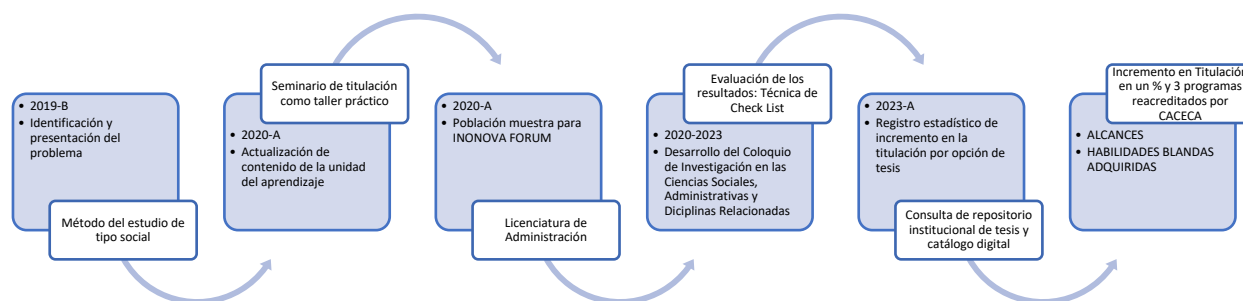 • 2019-B
• Identificación y
presentación del
problema
Método del estudio de
tipo social
Seminario de titulación
como taller práctico
• 2020-A
• Actualización de
contenido de la unidad
del aprendizaje
• 2020-A
• Población muestra para
INONOVA FORUM
Licenciatura de
Administración
Evaluación de los
resultados: Técnica de
Check List
• 2020-2023
• Desarrollo del Coloquio
de Investigación en las
Ciencias Sociales,
Administrativas y
Diciplinas Relacionadas
• 2023-A
• Registro estadístico de
incremento en la
titulación por opción de
tesis
Consulta de repositorio
institucional de tesis y
catálogo digital
Incremento en Titulación
en un % y 3 programas
reacreditados por
CACECA
• ALCANCES
• HABILIDADES BLANDAS
ADQUIRIDAS